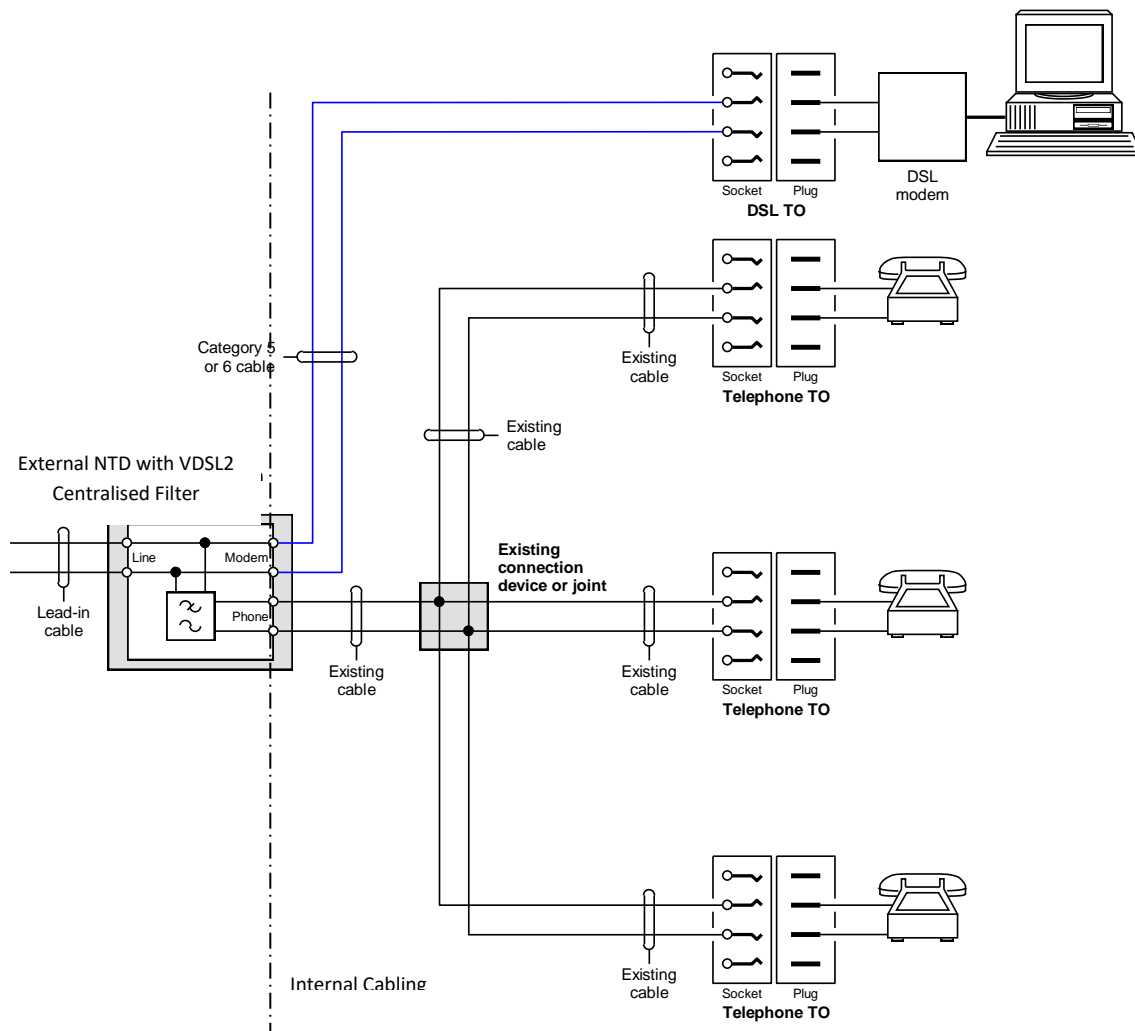 Socket
Plug
DSL TO
DSL
modem
Socket
Plug
Telephone TO
Existing
cable
Category 5
or 6 cable
Existing
cable
External NTD with VDSL2
Centralised Filter
Line
Modem
Phone
Lead-in
cable
Existing
cable
Existing
connection
device or joint
Existing
cable
Socket
Plug
Telephone TO
Existing
cable
Socket
Plug
Telephone TO
Internal Cabling